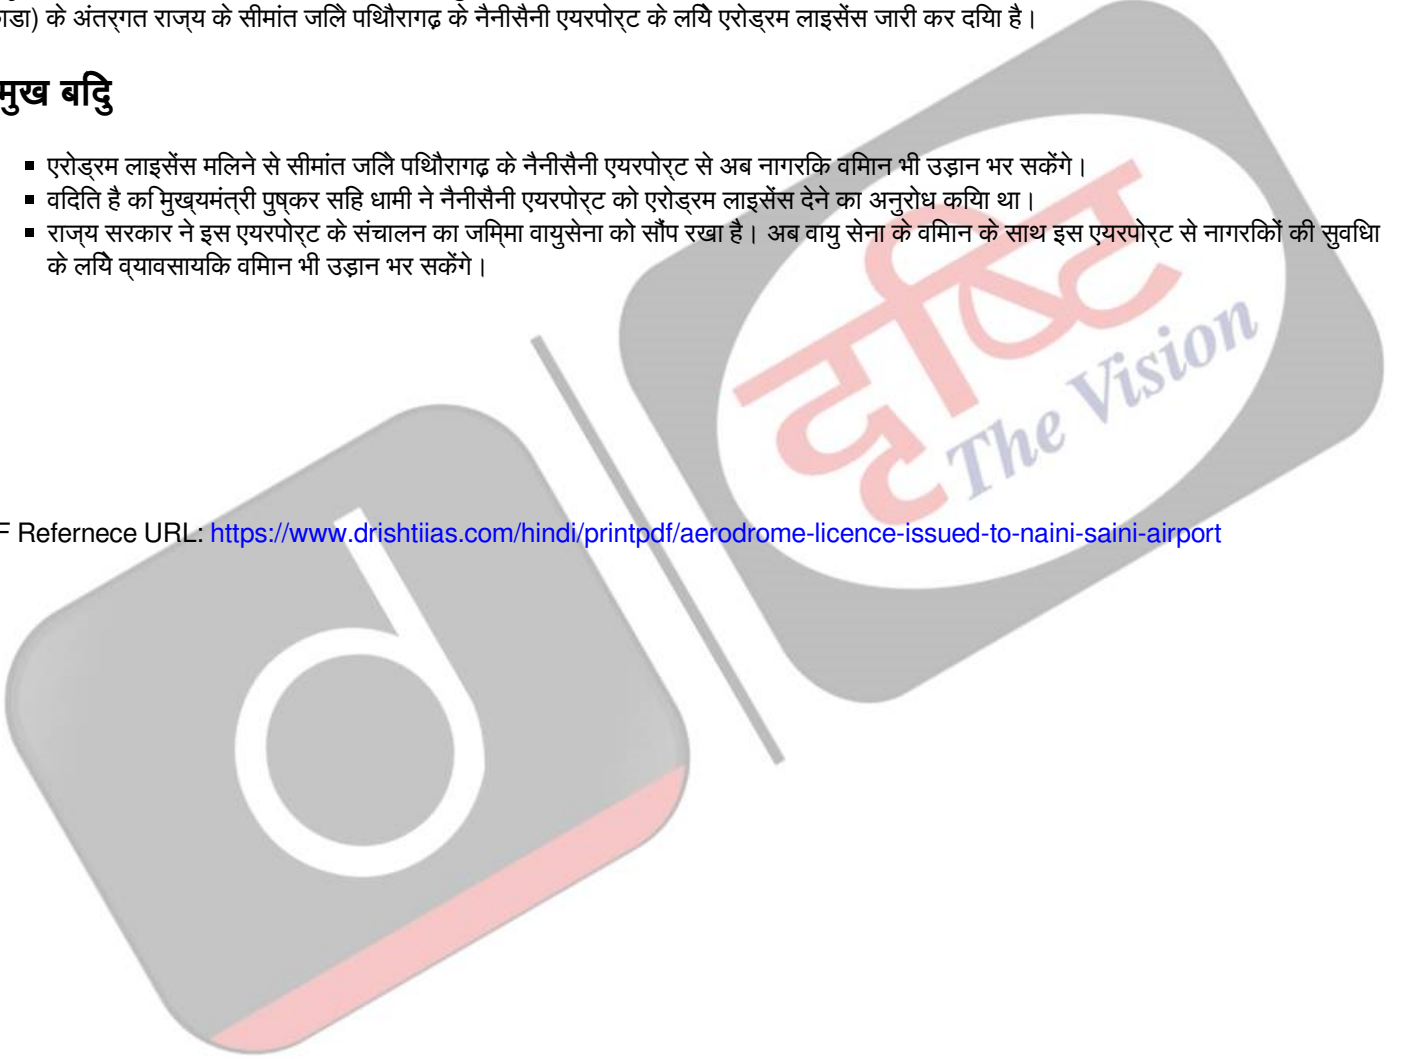 के अंतर्गत राज्य के सीमांत जिले पिथौरागढ़ के नैनीसैनी एयरपोर्ट के लिये एरोड्रम लाइसेंस जारी कर दिया है।
मुख बिंदु
एरोड्रम लाइसेंस मिलने से सीमांत जिले पिथौरागढ़ के नैनीसैनी एयरपोर्ट से अब नागरिक विमान भी उड़ान भर सकेंगे।
विदित है कि मुख्यमंत्री पुष्कर सिंह धामी ने नैनीसैनी एयरपोर्ट को एरोड्रम लाइसेंस देने का अनुरोध किया था।
राज्य सरकार ने इस एयरपोर्ट के संचालन का जिम्मा वायुसेना को सौंप रखा है। अब वायु सेना के विमान के साथ इस एयरपोर्ट से नागरिकों की सुविधा
के लिये व्यावसायिक विमान भी उड़ान भर सकेंगे।
दृष्टि
The Vision
F Refernece URL: https://www.drishtiias.com/hindi/printpdf/aerodrome-licence-issued-to-naini-saini-airport
d